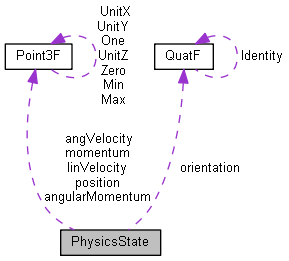 UnitX
UnitY
One
UnitZ
Zero
Min
Max
Point3F
QuatF
Identity
angVelocity
momentum
linVelocity
position
angularMomentum
orientation
PhysicsState